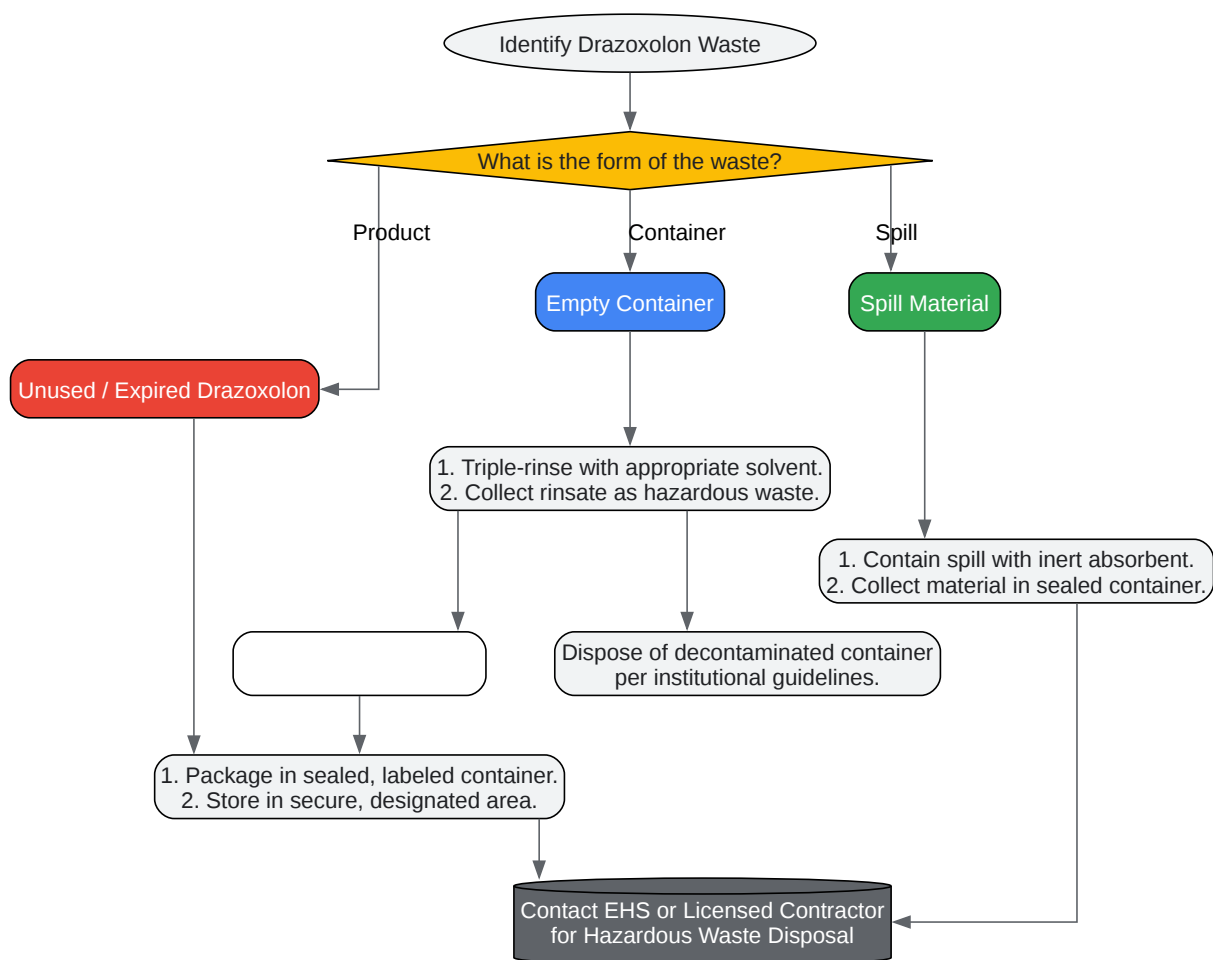 Identify Drazoxolon Waste
What is the form of the waste?
Product
Container
Spill
Empty Container
Spill Material
Unused / Expired Drazoxolon
1. Triple-rinse with appropriate solvent.
2. Collect rinsate as hazardous waste.
1. Contain spill with inert absorbent.
2. Collect material in sealed container.
Dispose of decontaminated container
per institutional guidelines.
1. Package in sealed, labeled container.
2. Store in secure, designated area.
Contact EHS or Licensed Contractor
for Hazardous Waste Disposal